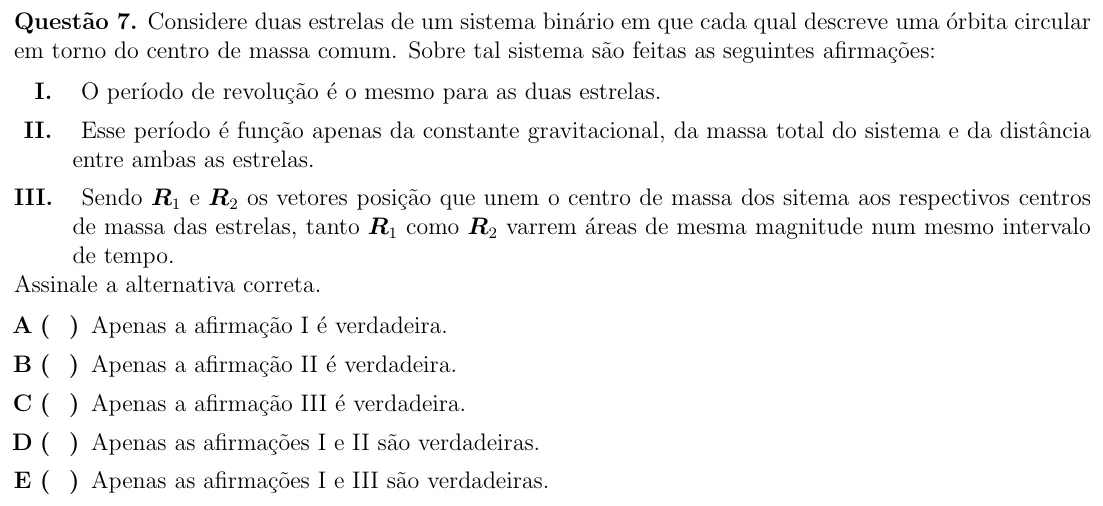 Questão 7. Considere duas estrelas de um sistema binário em que cada qual descreve uma órbita circular
em torno do centro de massa comum. Sobre tal sistema são feitas as seguintes afirmações:
I. O período de revolução é o mesmo para as duas estrelas.
II. Esse período é função apenas da constante gravitacional, da massa total do sistema e da distância
entre ambas as estrelas.
III. Sendo R₁ e R₂ os vetores posição que unem o centro de massa dos sitema aos respectivos centros
de massa das estrelas, tanto R₁ como R₂ varrem áreas de mesma magnitude num mesmo intervalo
de tempo.
Assinale a alternativa correta.
A ( ) Apenas a afirmação I é verdadeira.
B ( ) Apenas a afirmação II é verdadeira.
C ( ) Apenas a afirmação III é verdadeira.
D ( ) Apenas as afirmações I e II são verdadeiras.
E ( ) Apenas as afirmações I e III são verdadeiras.